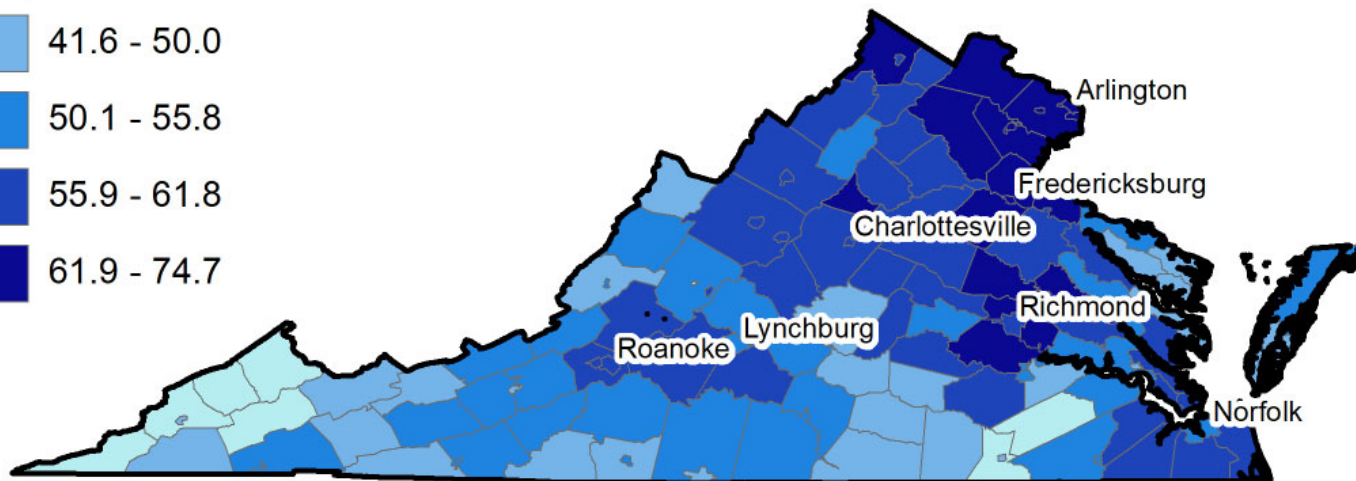 41.6 - 50.0
50.1 - 55.8
55.9 - 61.8
61.9 - 74.7
Arlington
Fredericksburg
Charlottesville
Richmond
Lynchburg
Roanoke
Norfolk